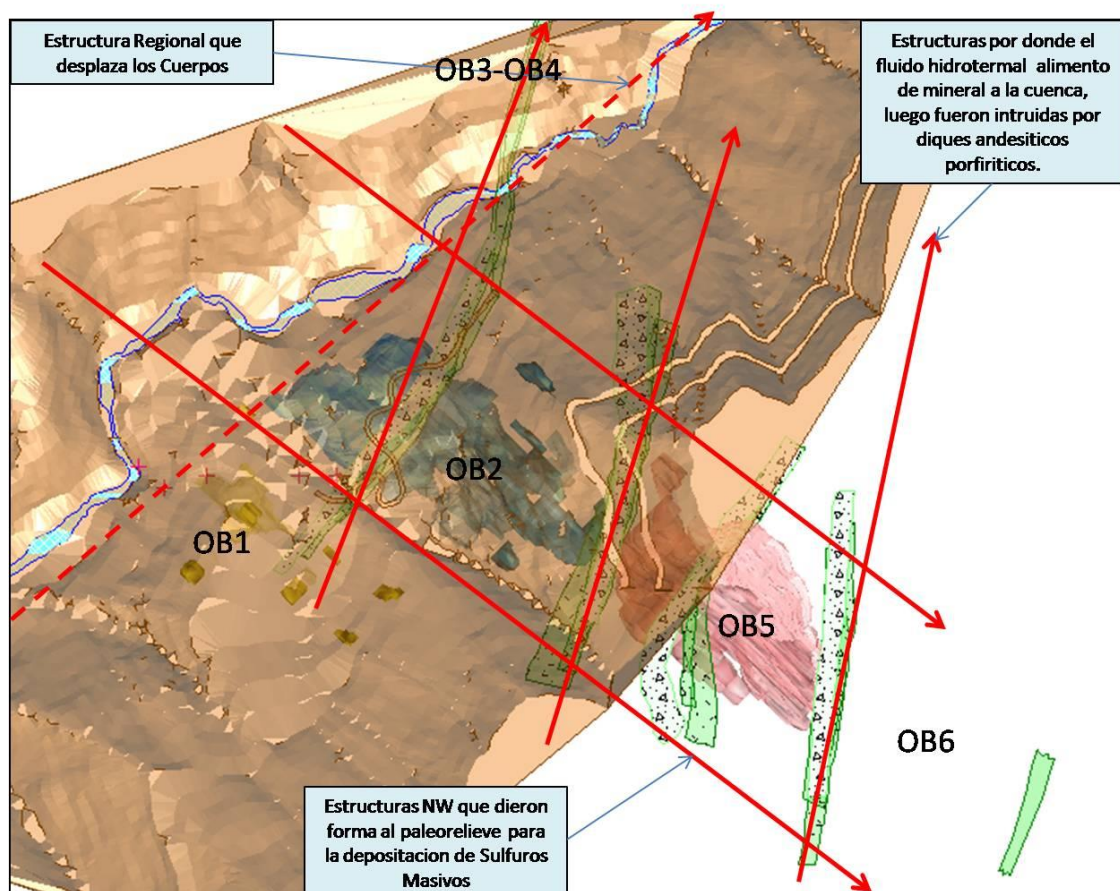 Estructura Regional que
desplaza los Cuerpos
OB3-OB4
Estructuras por donde el
fluido hidrotermal alimento
de mineral a la cuenca,
luego fueron intruidas por
diques andesíticos
porfiriticos.
OB2
OB1
OB5
OB6
Estructuras NW que dieron
forma al paleorelieve para
la depositacion de Sulfuros
Masivos